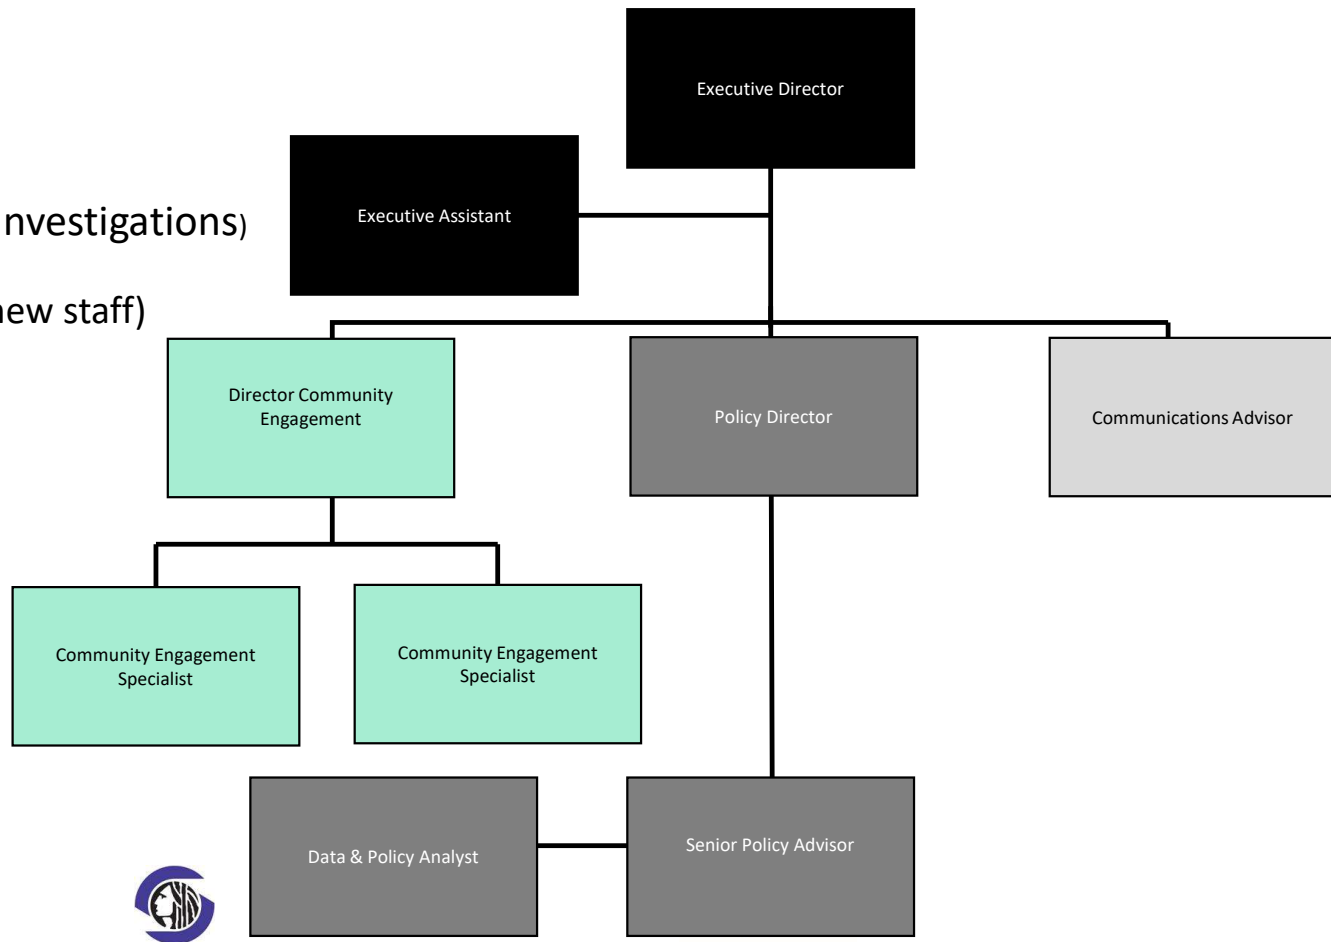 Executive Director
Executive Assistant
nvestigations)
new staff)
Director Community
Engagement
Policy Director
Communications Advisor
Community Engagement
Specialist
Community Engagement
Specialist
Data & Policy Analyst
Senior Policy Advisor